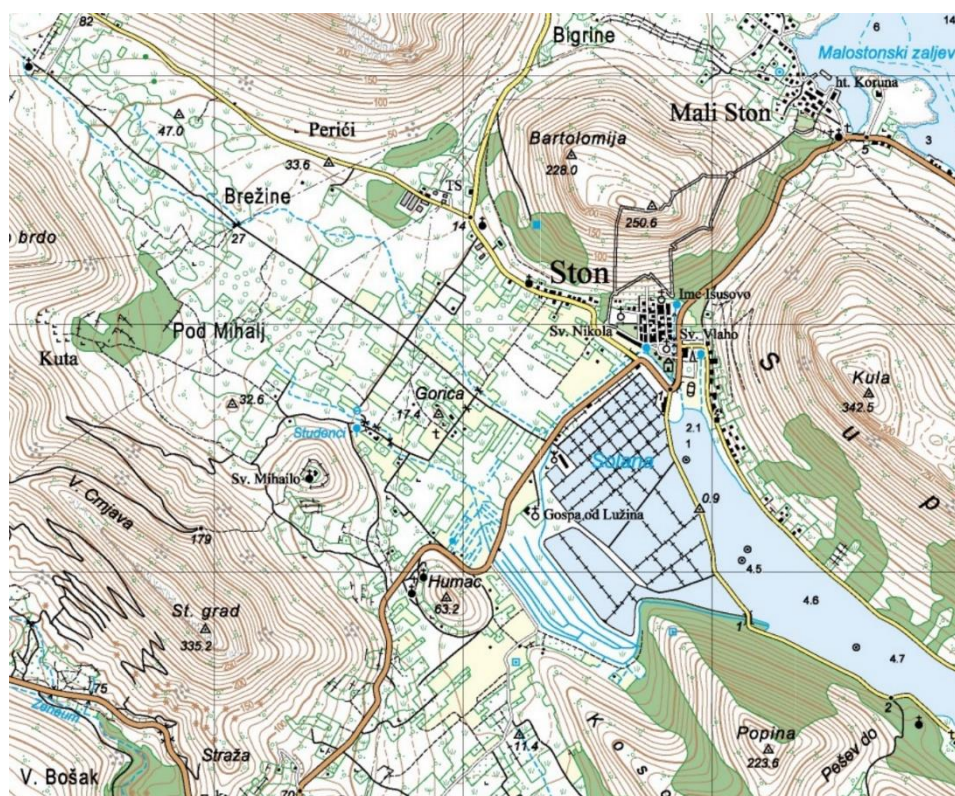 82
6
14
Bigrine
Malostonski zaljev
ht. Koruna
Mali Ston
47.0
Perići
33.6
Bartolomija
228.0
5
3
TS
Brežine
250.6
27
14
o brdo
Ston
Ime Isusovo
Pod Mihalj
Sv. Nikola
Sv. Vlaho
Kuta
S
u
p
Kula
342.5
32.6
Gorica
17.4
1
2.1
1
Studenci
Solana
Sv. Mihailo
0.9
V. Crnjava
Gospa od Lužina
179
4.5
Humac
63.2
4.6
St. grad
335.2
1
4.7
75
2
Straža
K
o
s
Popina
223.6
Pešev do
-11.4
V. Bošak
70